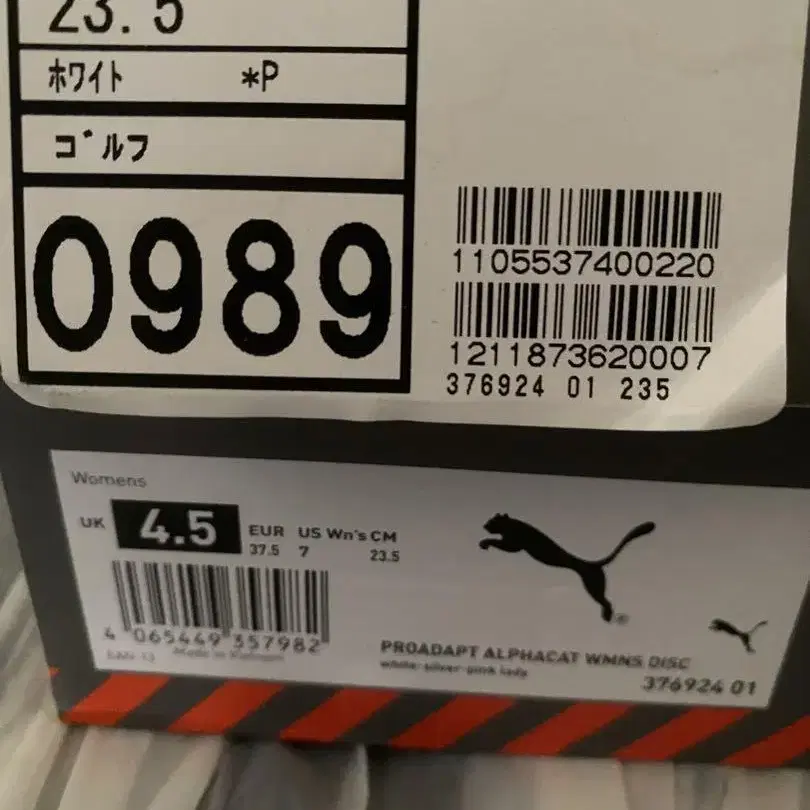 23.5
ホワイト *P
ゴルフ
0989
1105537400220
1211873620007
376924 01 235
Womens
UK 4.5 EUR US Wn's CM
37.5 7 23.5
4 065449 357982
EAN 13 Made in Vietnam
PROADAPT ALPHACAT WMNS DISC
white-silver-pink lady
376924 01